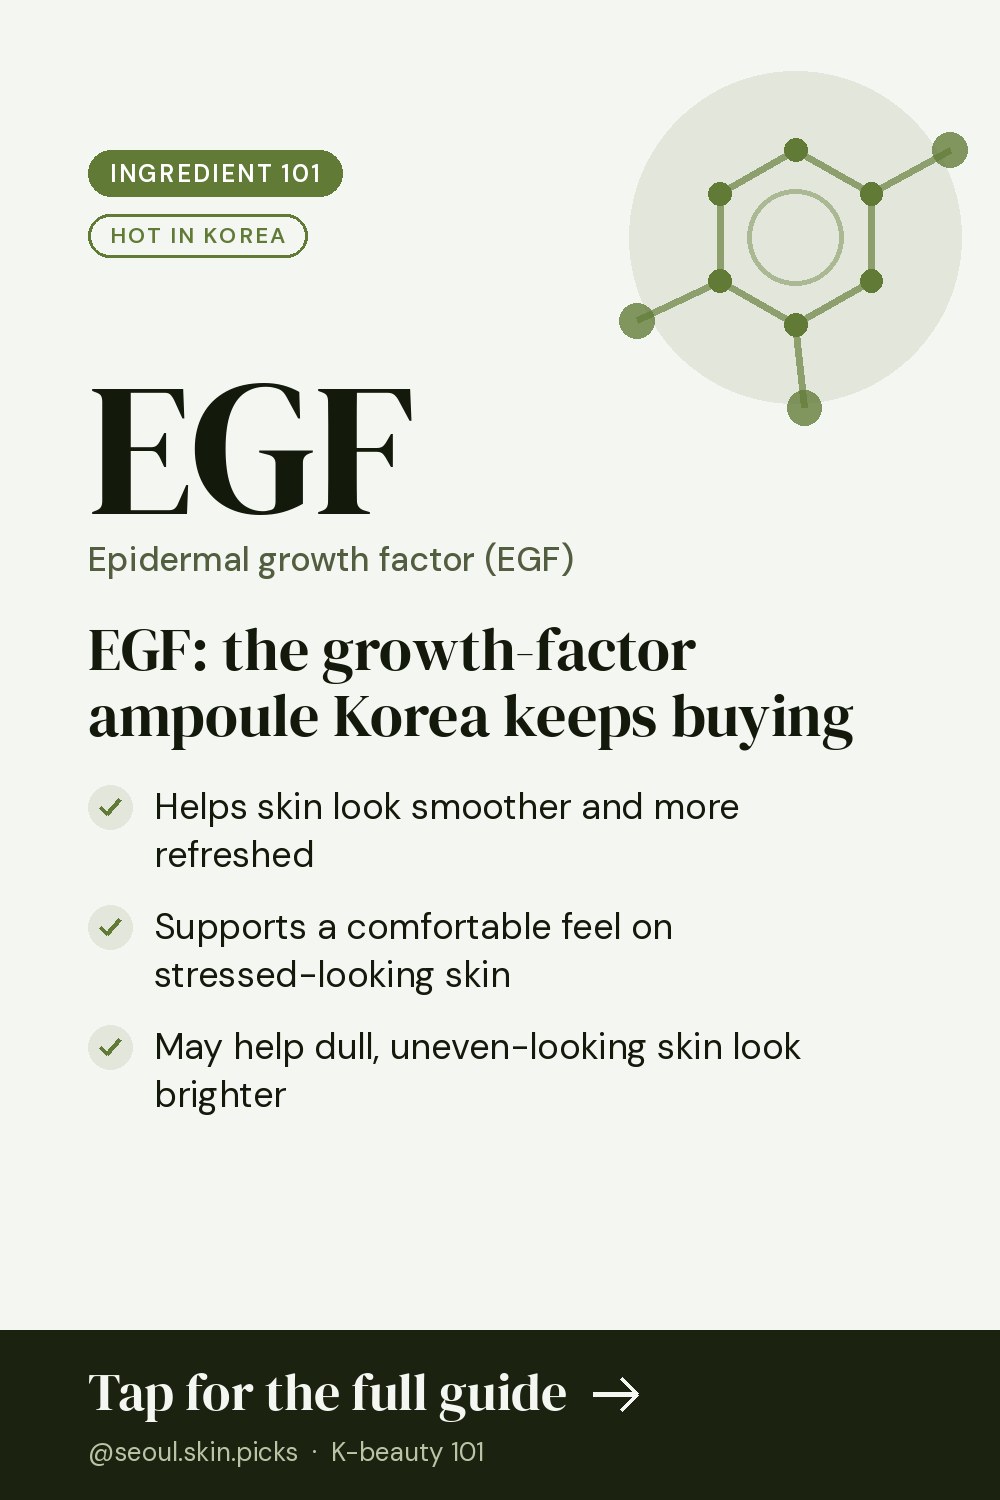 INGREDIENT 101
HOT IN KOREA
EGF
Epidermal growth factor (EGF)
EGF: the growth-factor
ampoule Korea keeps buying
Helps skin look smoother and more
refreshed
Supports a comfortable feel on
stressed-looking skin
May help dull, uneven-looking skin look
brighter
Tap for the full guide →
@seoul.skin.picks · K-beauty 101